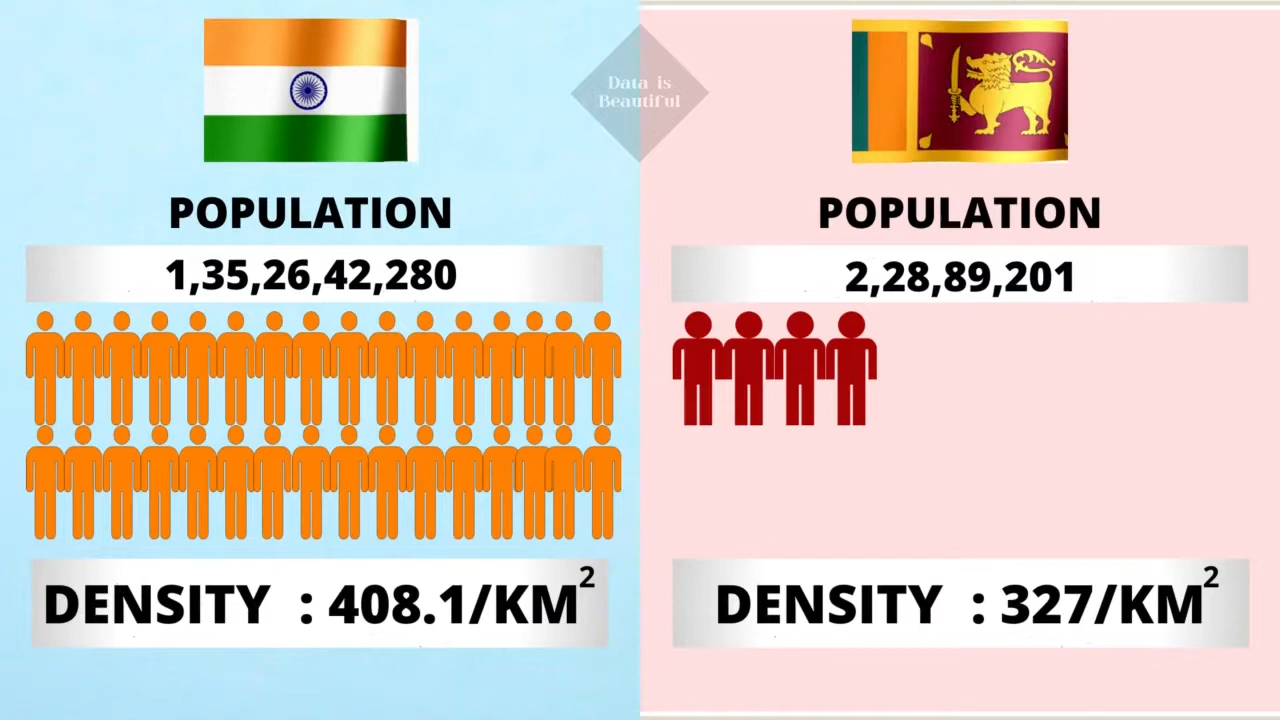 Data is
Beautiful
POPULATION
1,35,26,42,280
DENSITY : 408.1/KM²
POPULATION
2,28,89,201
DENSITY : 327/KM²